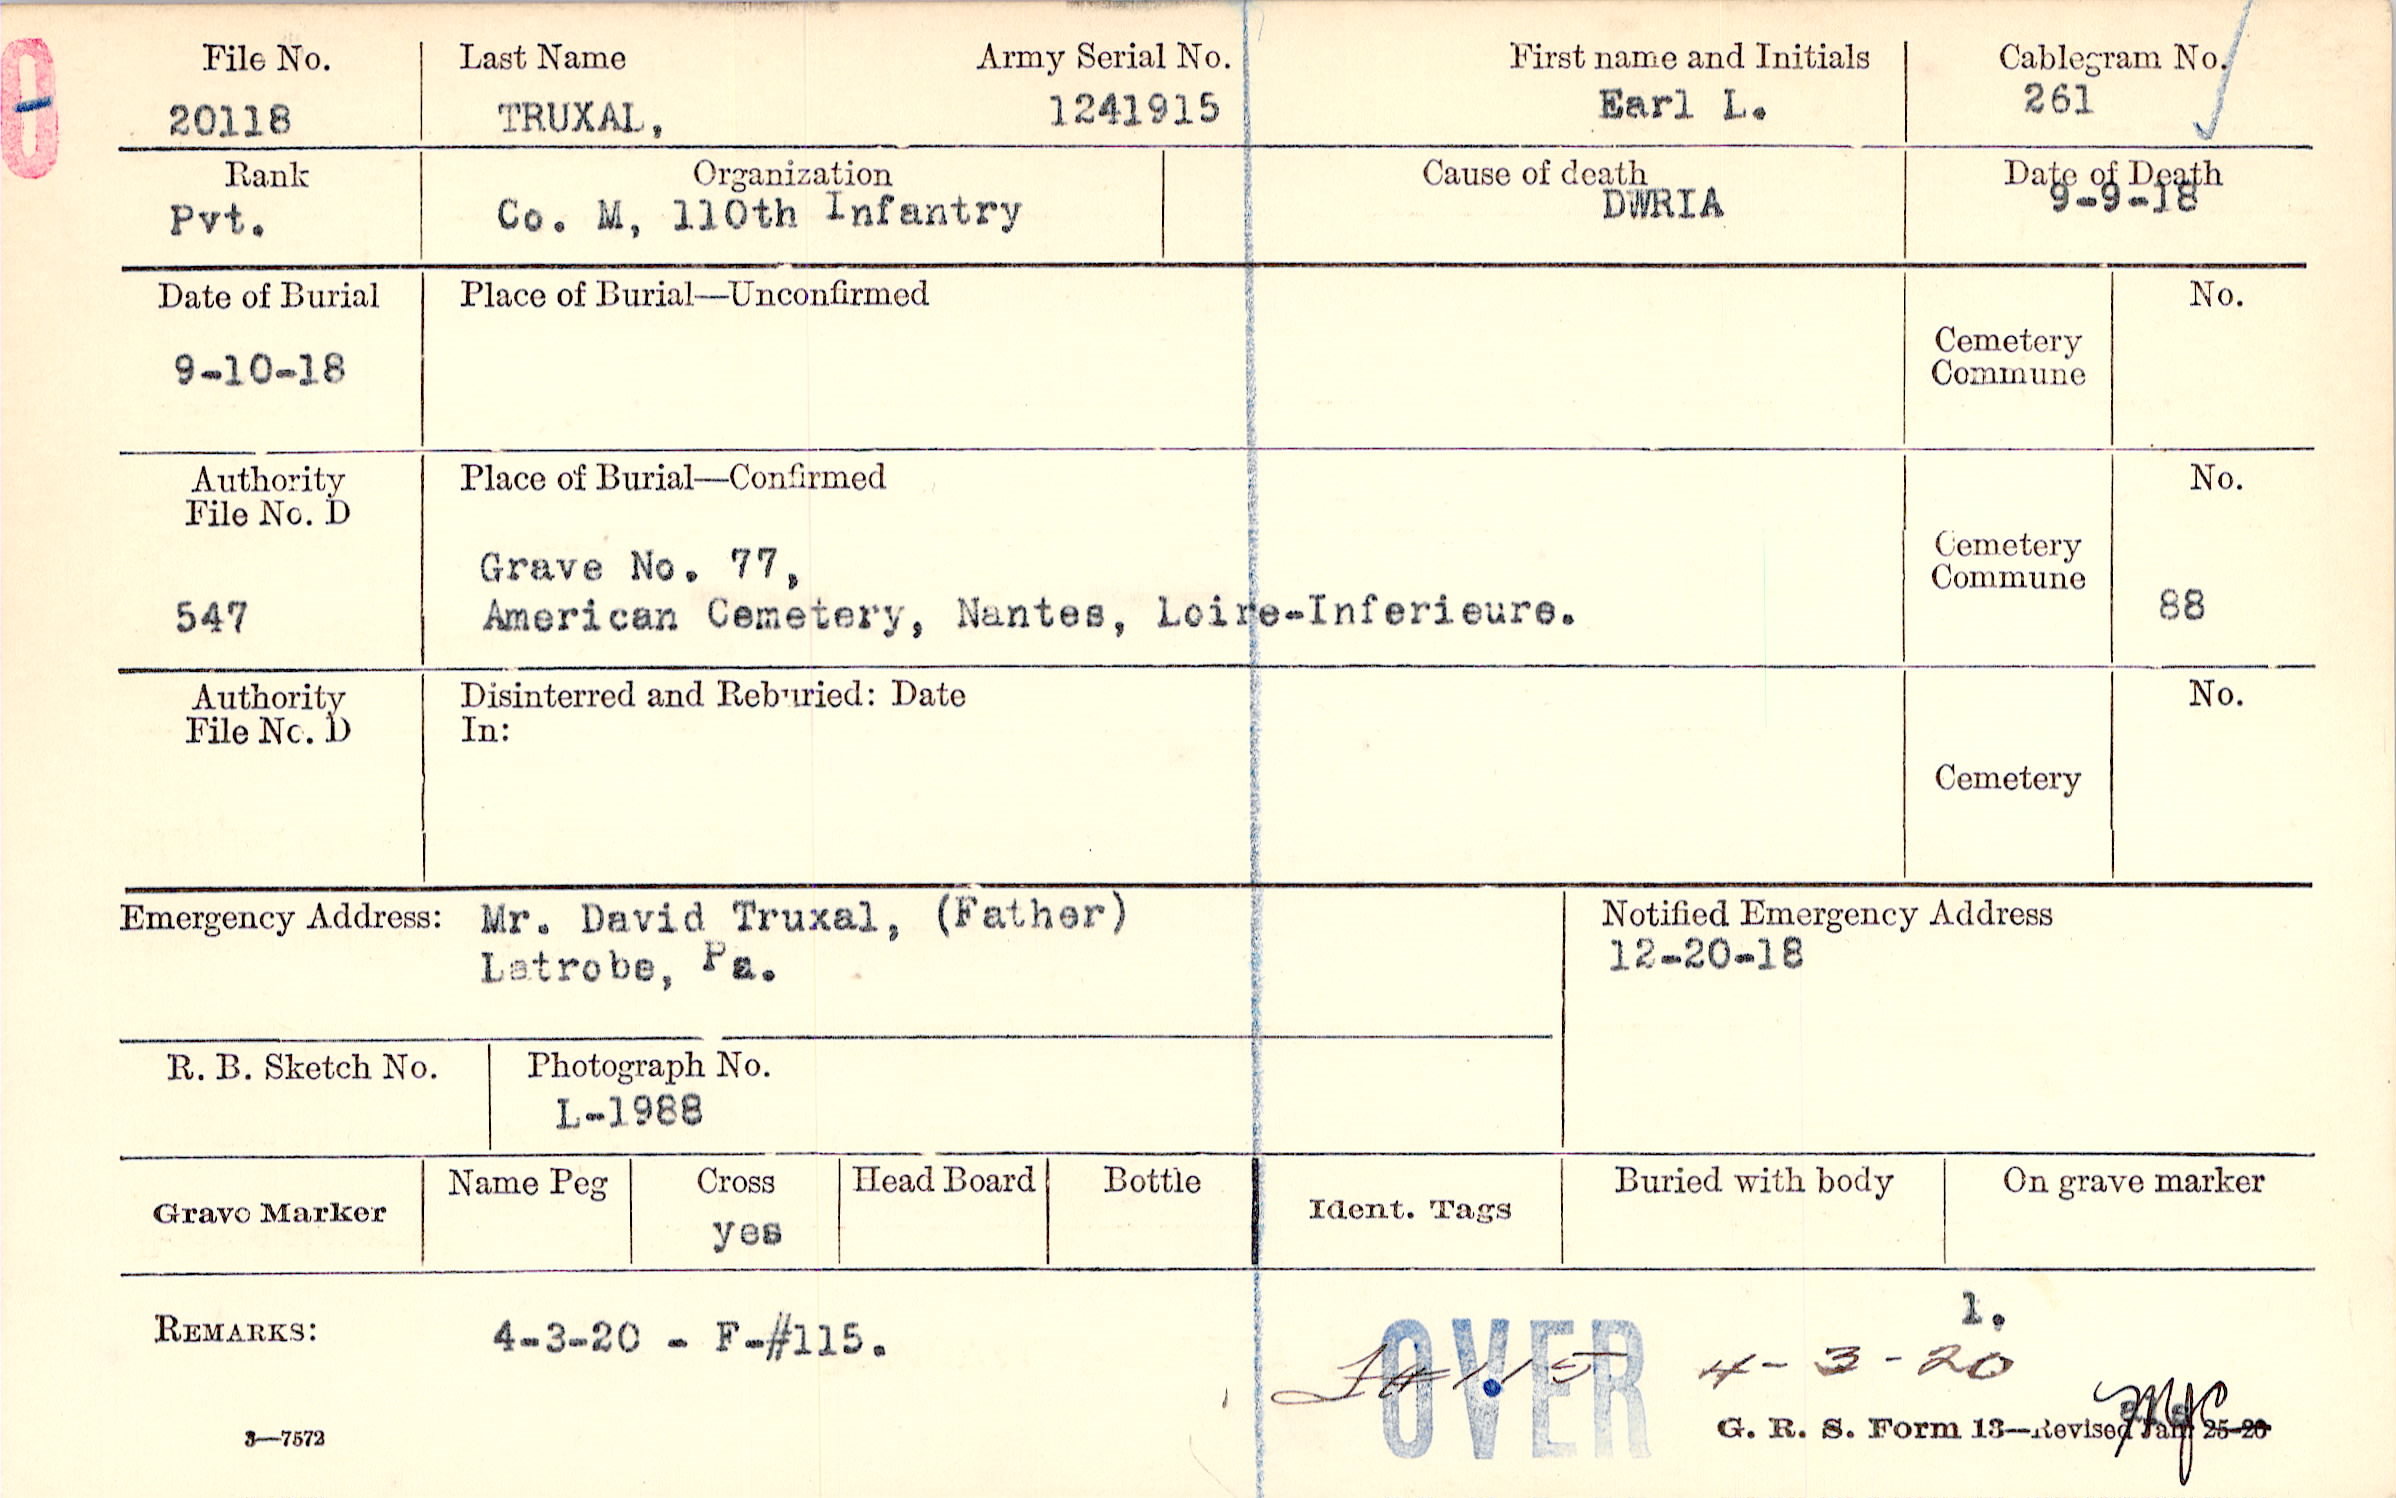 File No.
20118
Last Name
TRUXAL,
Army Serial No.
1241915
First name and Initials
Earl L.
Cablegram No.
261
Rank
Pvt.
Organization
Co. M, 110th Infantry
Cause of death
DWRIA
Date of Death
9-9-18
Date of Burial
9-10-18
Place of Burial—Unconfirmed
Cemetery
Commune
No.
Authority
File No. D
547
Place of Burial—Confirmed
Grave No. 77,
American Cemetery, Nantes, Loire-Inferieure.
Cemetery
Commune
No.
88
Authority
File No. D
Disinterred and Reburied: Date
In:
Cemetery
No.
Emergency Address: Mr. David Truxal, (Father)
Latrobe, Pa.
Notified Emergency Address
12-20-18
R. B. Sketch No.
Photograph No.
L-1988
Grave Marker
Name Peg
Cross
yes
Head Board
Bottle
Ident. Tags
Buried with body
On grave marker
REMARKS:
4-3-20 - F-#115.
1.
OVER
F#115 4-3-20
3—7572
G. R. S. Form 13—Revised Jan 25-20